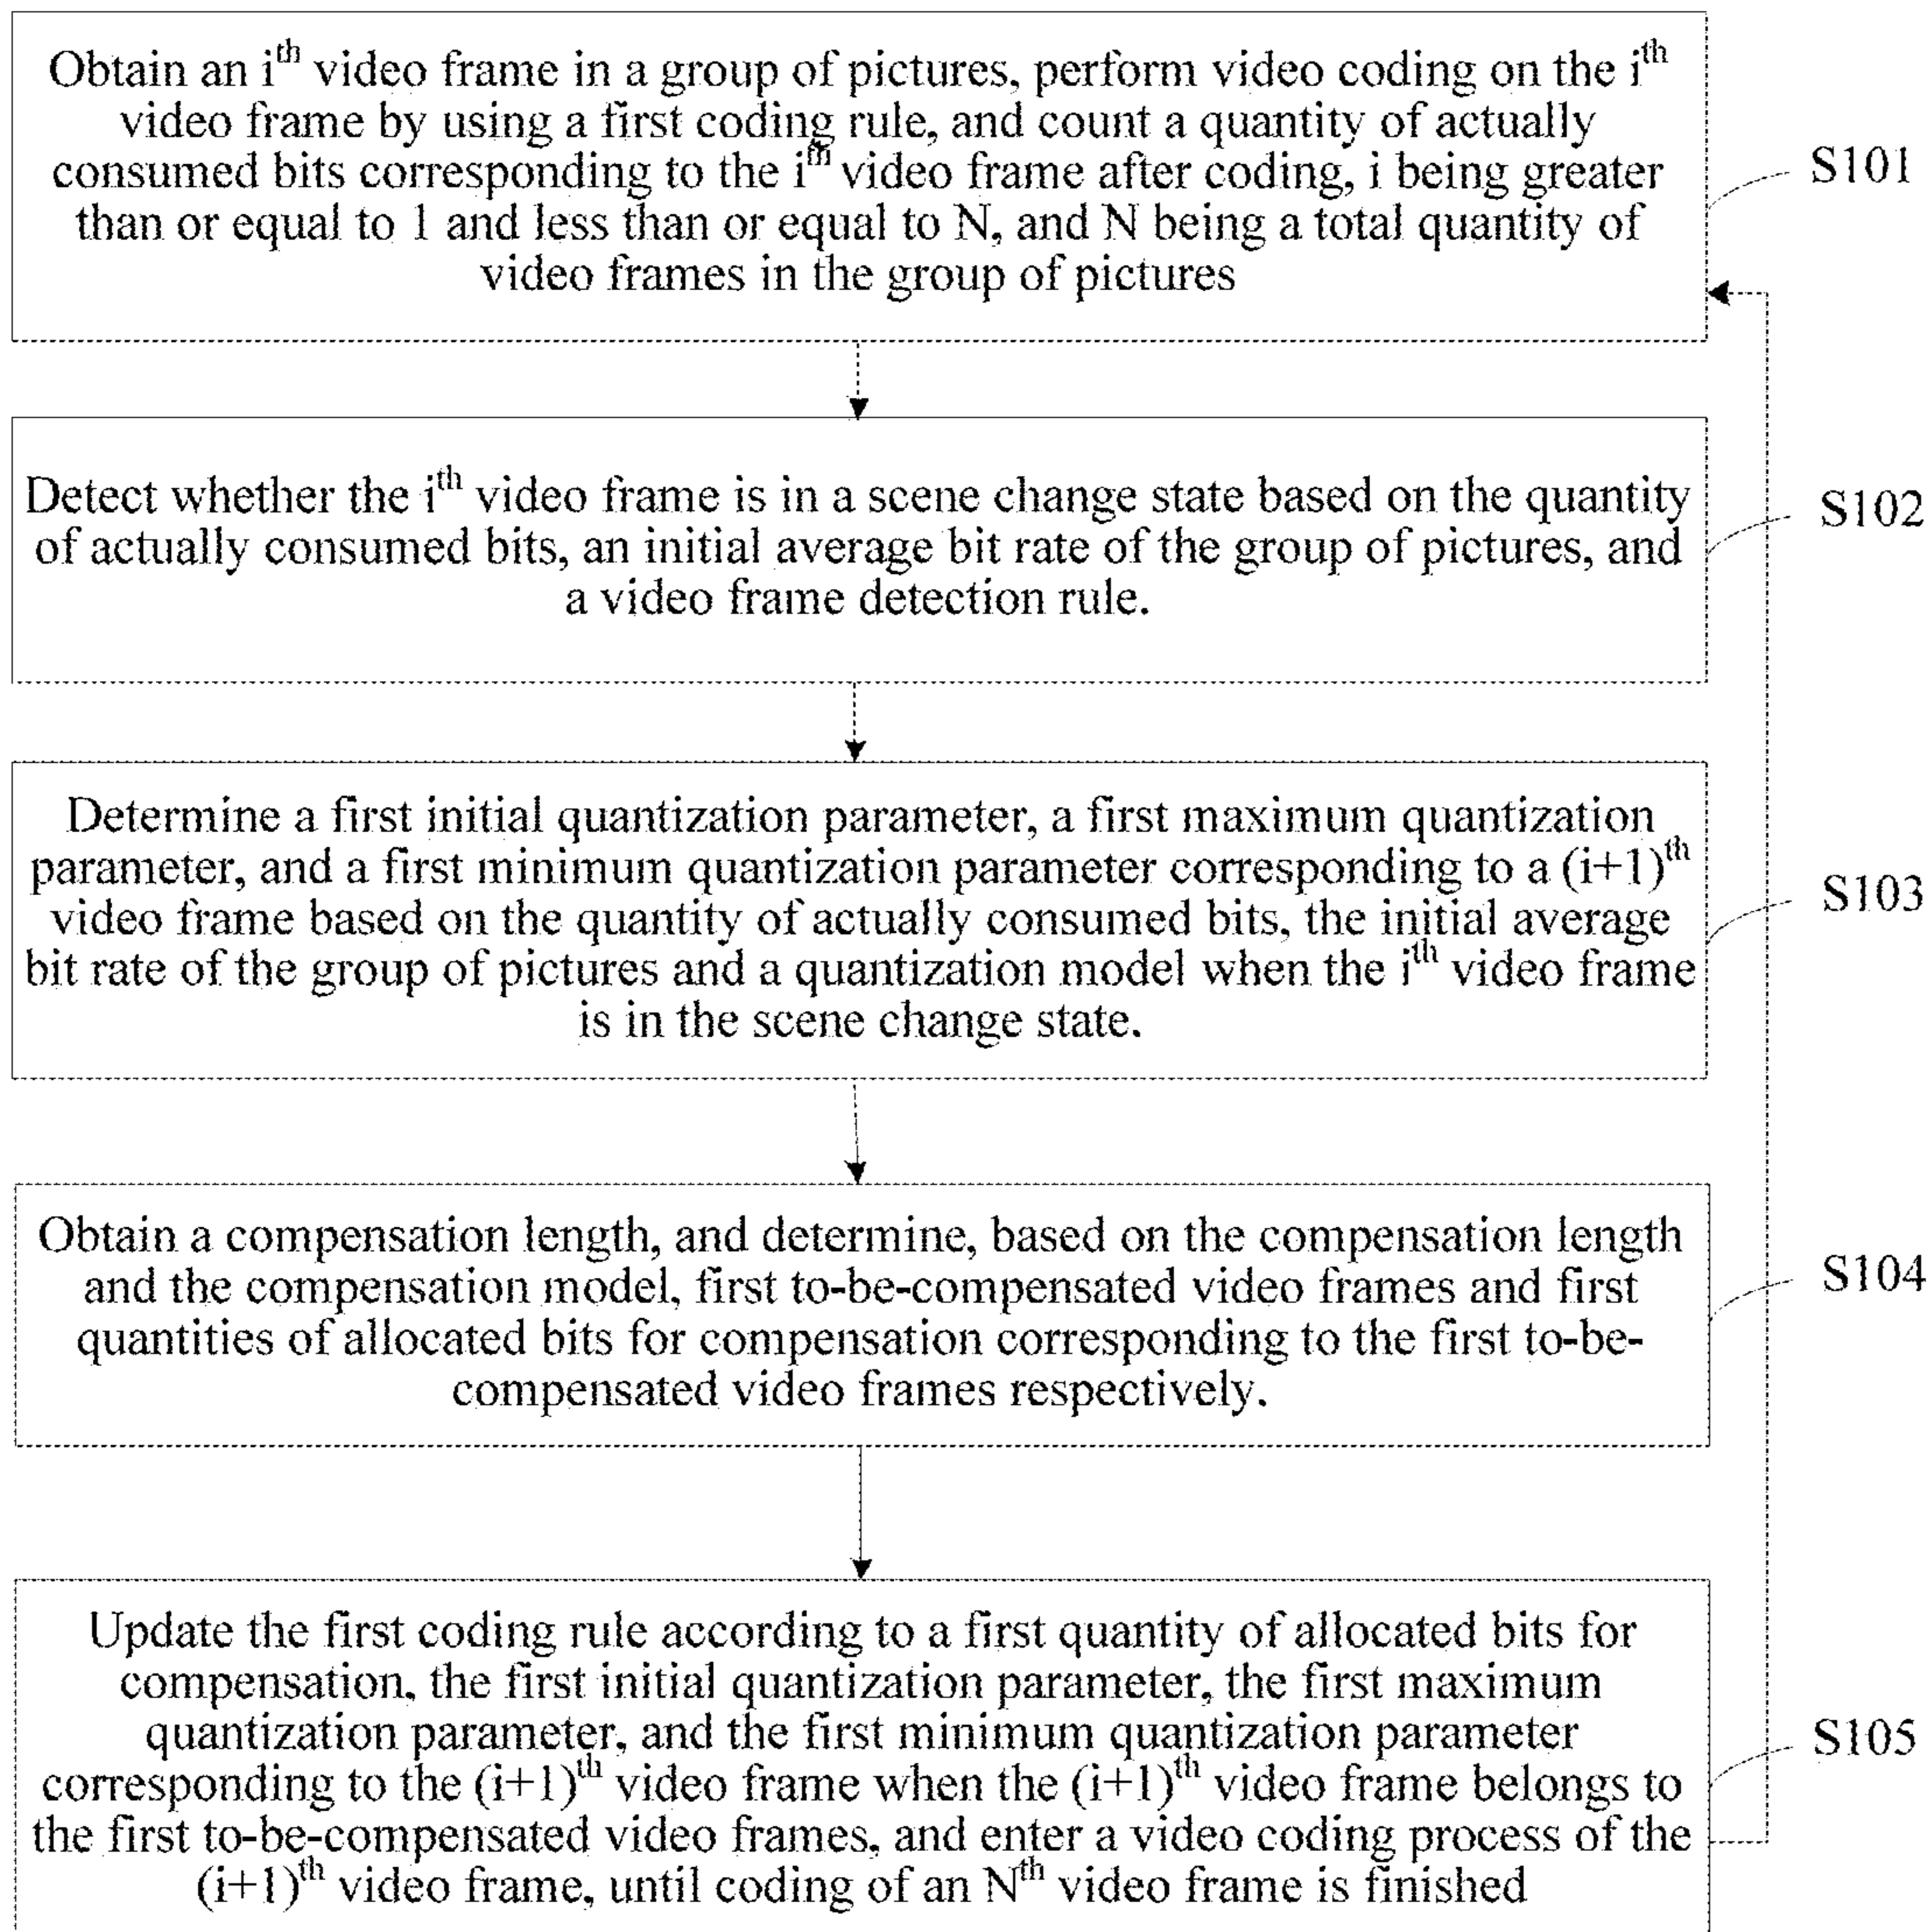 Obtain an i^th video frame in a group of pictures, perform video coding on the i^th
video frame by using a first coding rule, and count a quantity of actually
consumed bits corresponding to the i^th video frame after coding, i being greater
than or equal to 1 and less than or equal to N, and N being a total quantity of
video frames in the group of pictures
S101
Detect whether the i^th video frame is in a scene change state based on the quantity
of actually consumed bits, an initial average bit rate of the group of pictures, and
a video frame detection rule.
S102
Determine a first initial quantization parameter, a first maximum quantization
parameter, and a first minimum quantization parameter corresponding to a (i+1)^th
video frame based on the quantity of actually consumed bits, the initial average
bit rate of the group of pictures and a quantization model when the i^th video frame
is in the scene change state.
S103
Obtain a compensation length, and determine, based on the compensation length
and the compensation model, first to-be-compensated video frames and first
quantities of allocated bits for compensation corresponding to the first to-be-
compensated video frames respectively.
S104
Update the first coding rule according to a first quantity of allocated bits for
compensation, the first initial quantization parameter, the first maximum
quantization parameter, and the first minimum quantization parameter
corresponding to the (i+1)^th video frame when the (i+1)^th video frame belongs to
the first to-be-compensated video frames, and enter a video coding process of the
(i+1)^th video frame, until coding of an N^th video frame is finished
S105